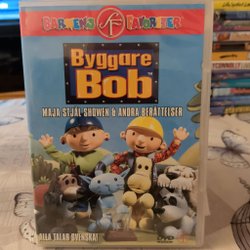 BARNENS FAVORITER
Byggare
Bob
MAJA STJÄL SHOWEN & ANDRA BERÄTTELSER
ALLA TALAR SVENSKA!